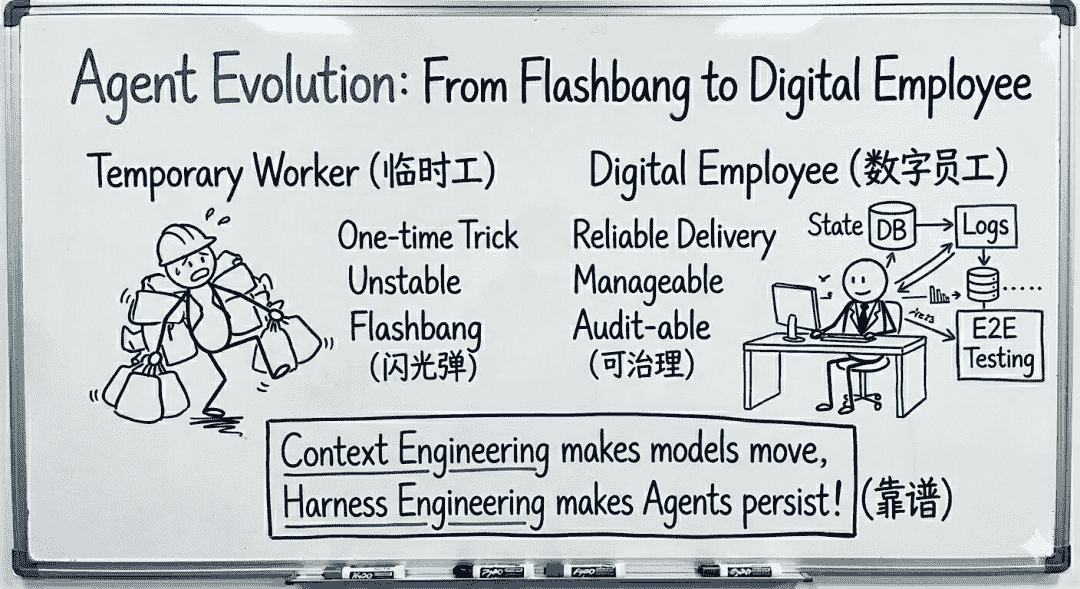 Agent Evolution: From Flashbang to Digital Employee
Temporary Worker (临时工)
One-time Trick
Unstable
Flashbang
(闪光弹)
Digital Employee (数字员工)
Reliable Delivery
Manageable
Audit-able
(可治理)
State
DB
Logs
E2E
Testing
Context Engineering makes models move,
Harness Engineering makes Agents persist!
(靠谱)